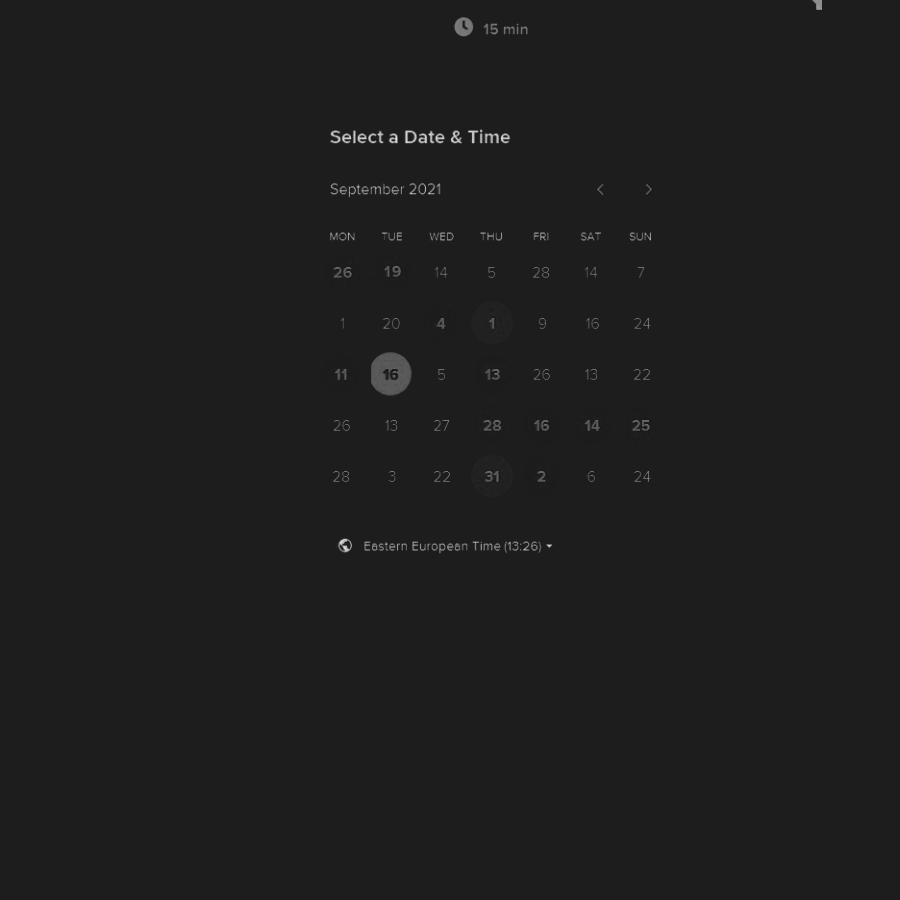 15 min
Select a Date & Time
September 2021
MON TUE WED THU FRI SAT SUN
26 19 14 5 28 14 7
1 20 4 1 9 16 24
11 16 5 13 26 13 22
26 13 27 28 16 14 25
28 3 22 31 2 6 24
Eastern European Time (13:26)